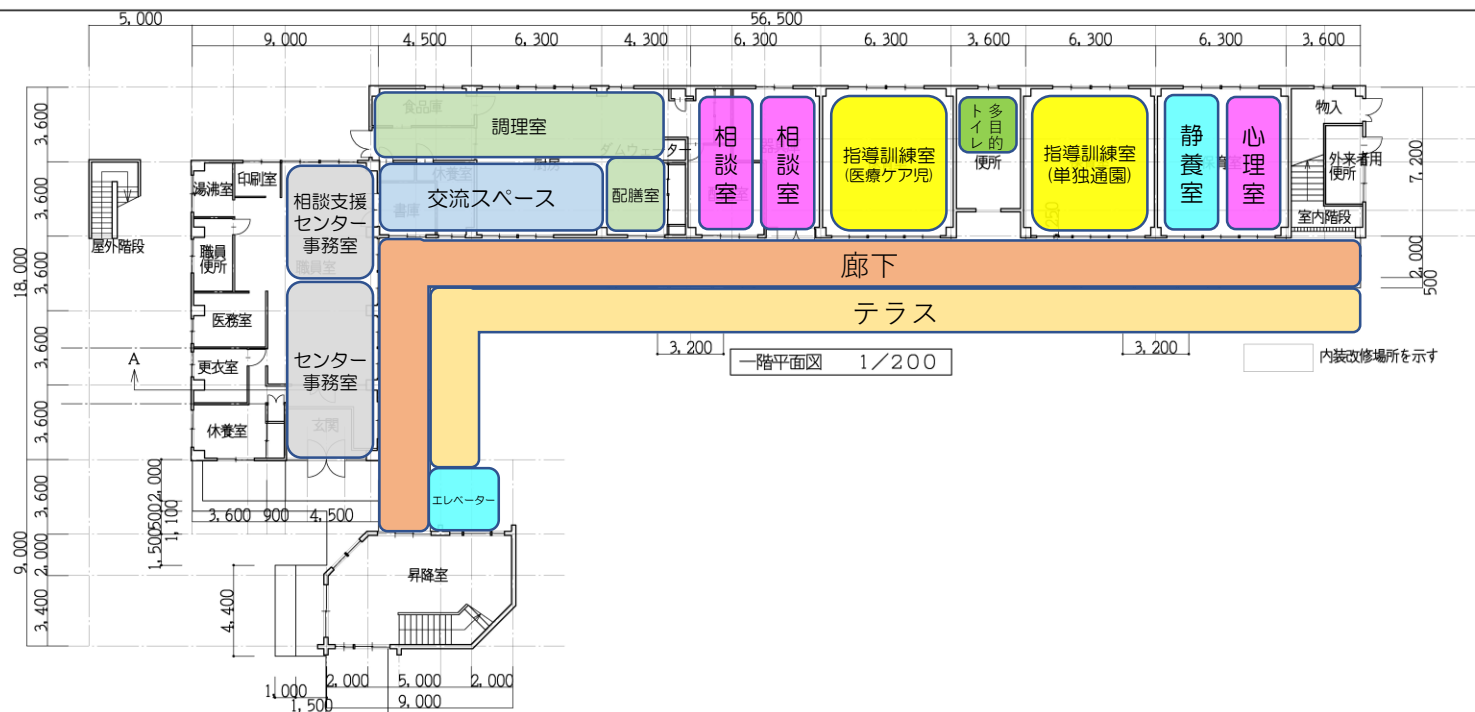 5,000
56,500
9,000
4,500
6,300
4,300
6,300
6,300
3,600
6,300
6,300
3,600
3,600
3,600
18,000
3,600
3,600
3,600
3,600
9,000
2,000
3,400
7,200
2,000
500
食品庫
調理室
ダムウェーター
休養室
書庫
交流スペース
配膳室
相談室
相談室
指導訓練室
(医療ケア児)
多目的
トイレ
便所
指導訓練室
(単独通園)
250
静養室
心理室
物入
外来者用
便所
室内階段
屋外階段
湯沸室
印刷室
職員
便所
医務室
更衣室
休養室
A
相談支援
センター
事務室
職員室
センター
事務室
玄関
廊下
テラス
3,200
一階平面図 1/200
3,200
内装改修場所を示す
エレベーター
2,000
500
1,100
1,500
3,600
900
4,500
昇降室
4,400
1,000
1,500
2,000
5,000
2,000
9,000